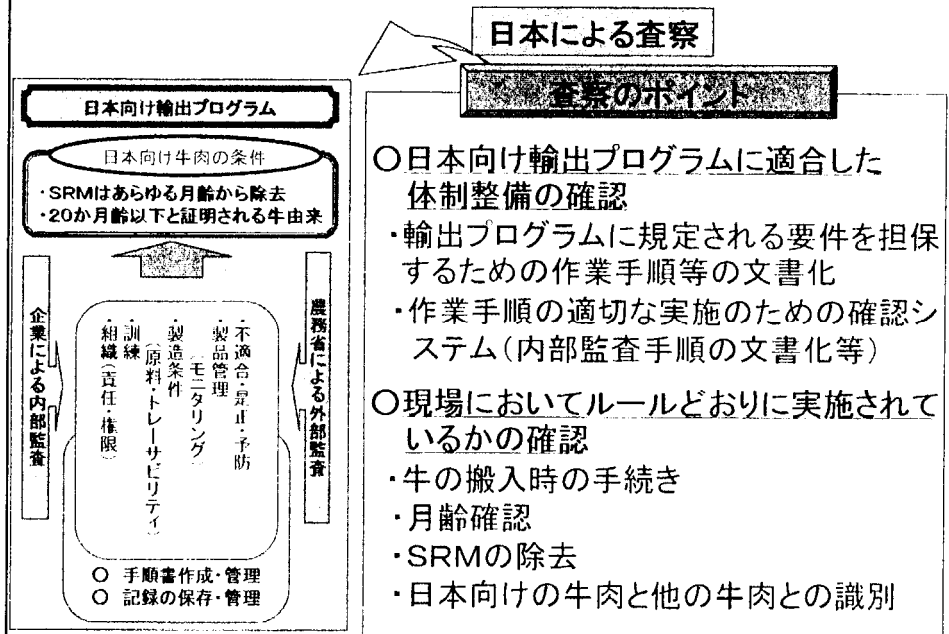 日本による査察
査察のポイント
日本向け輸出プログラム
日本向け牛肉の条件
・SRMはあらゆる月齢から除去
・20か月齢以下と証明される牛由来
企業による内部監査
農務省による外部監査
・不適合・是正・予防
・製品管理
（モニタリング）
・製造条件
（原料・トレーサビリティ）
・訓練
・組織（責任・権限）
○ 手順書作成・管理
○ 記録の保存・管理
○日本向け輸出プログラムに適合した
体制整備の確認
・輸出プログラムに規定される要件を担保
するための作業手順等の文書化
・作業手順の適切な実施のための確認シ
ステム（内部監査手順の文書化等）
○現場においてルールどおりに実施されて
いるかの確認
・牛の搬入時の手続き
・月齢確認
・SRMの除去
・日本向けの牛肉と他の牛肉との識別